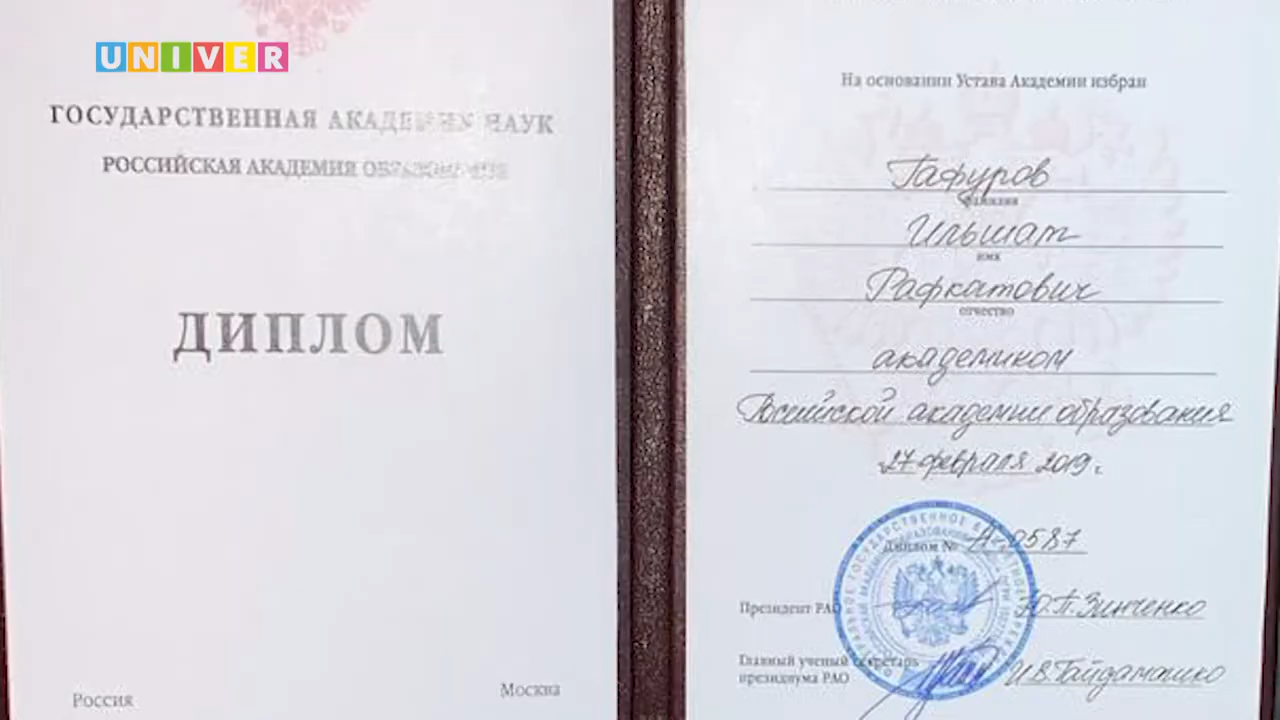 UNIVER
ГОСУДАРСТВЕННАЯ АКАДЕМИЯ НАУК
РОССИЙСКАЯ АКАДЕМИЯ ОБРАЗОВАНИЯ
ДИПЛОМ
Россия
Москва
На основании Устава Академии избран
Гафуров
фамилия
Ильшат
имя
Рафкатович
отчество
академиком
Российской академии образования
27 февраля 2019 г.
Диплом № А-0587
Президент РАО Ю.П.Зинченко
Главный ученый секретарь
президиума РАО И.В.Гайдамашко